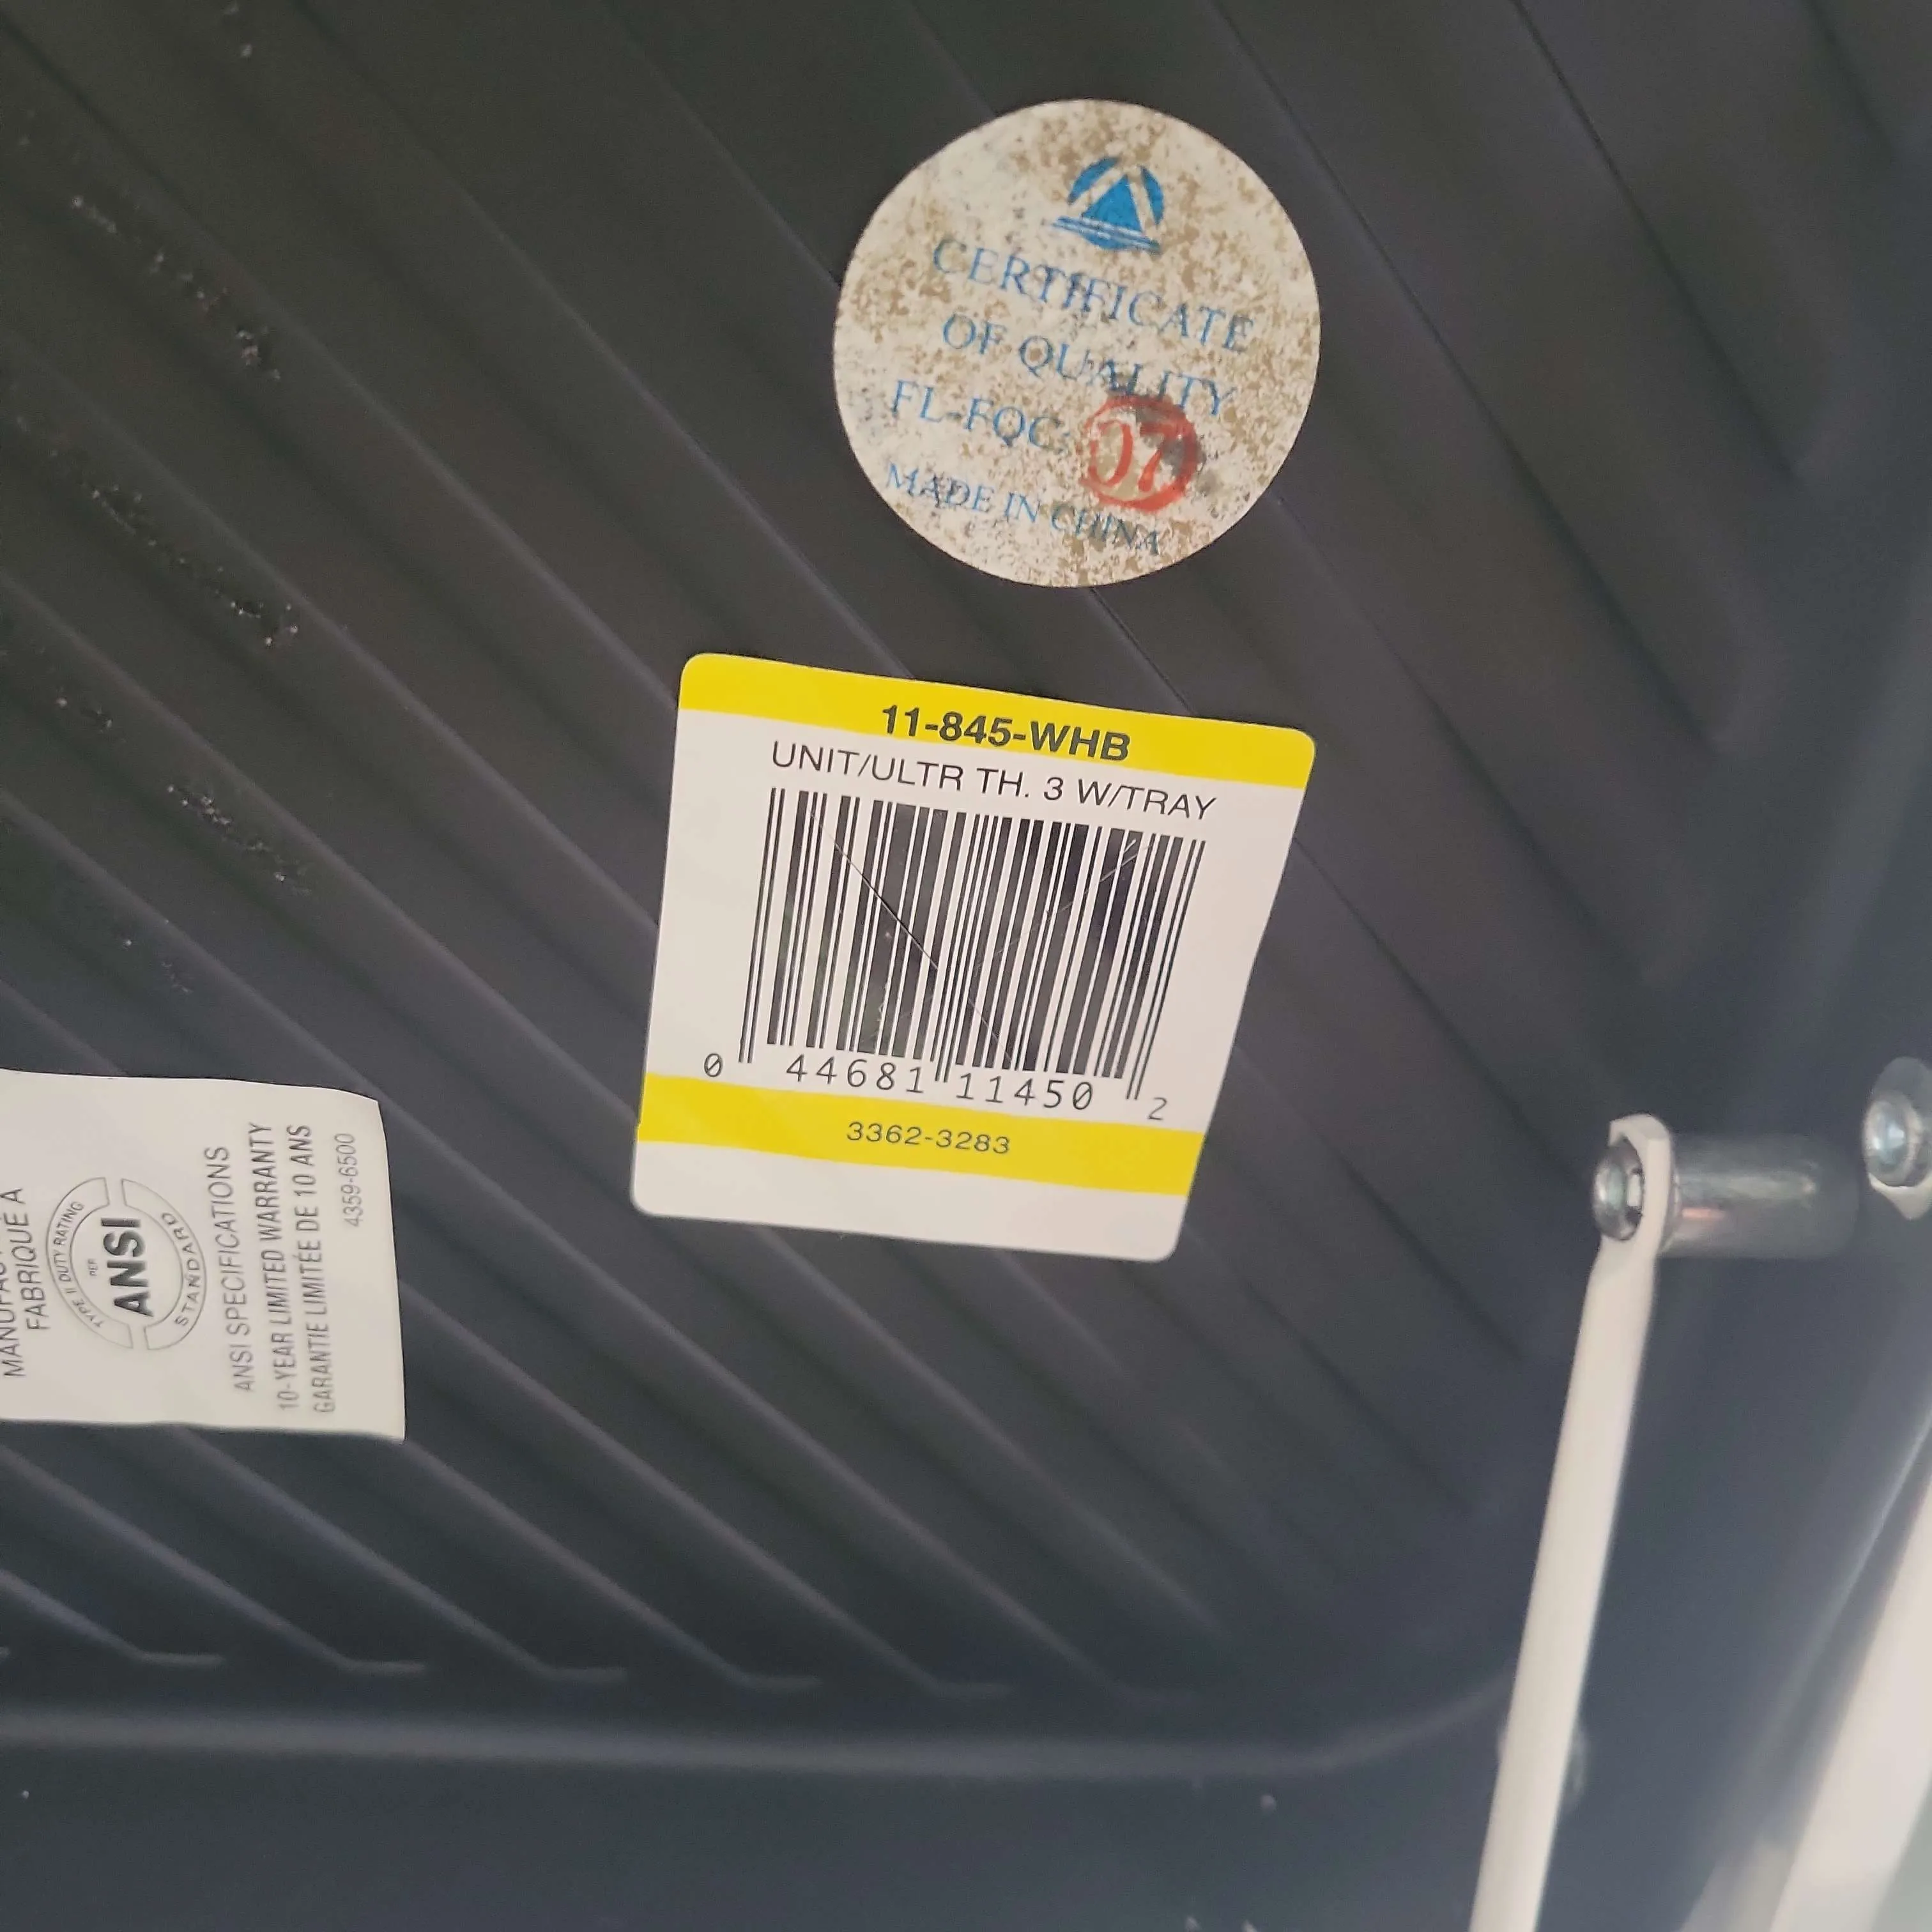 CERTIFICATE
OF QUALITY
FL-FQC: 07
MADE IN CHINA
11-845-WHB
UNIT/ULTR TH. 3 W/TRAY
0 44681 11450 2
3362-3283
FABRIQUÉ À
TYPE II DUTY RATING
PER
ANSI
STANDARD
ANSI SPECIFICATIONS
10-YEAR LIMITED WARRANTY
GARANTIE LIMITÉE DE 10 ANS
4359-6500